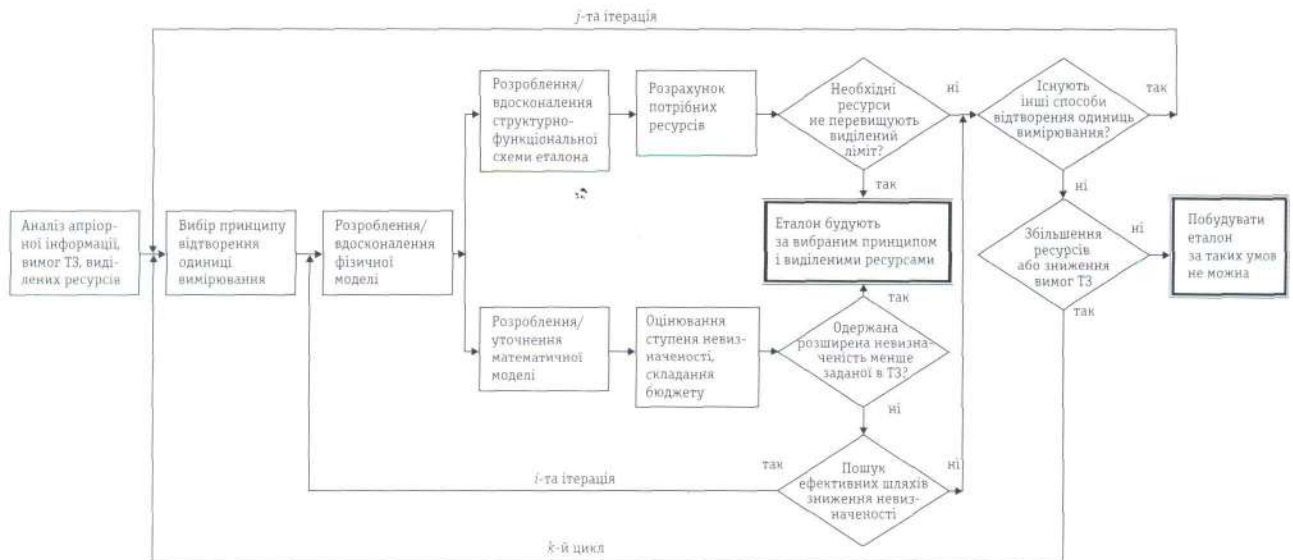 j-та ітерація
Розроблення/
вдосконалення
структурно-
функціональної
схеми еталона
Розрахунок
потрібних
ресурсів
Необхідні
ресурси
не перевищують
виділений
ліміт?
ні
Існують
інші способи
відтворення одиниць
вимірювання?
так
так
ні
Аналіз апріор-
ної інформації,
вимог ТЗ, виді-
лених ресурсів
Вибір принципу
відтворення
одиниці
вимірювання
Розроблення/
вдосконалення
фізичної
моделі
Еталон будують
за вибраним принципом
і виділеними ресурсами
Збільшення
ресурсів
або зниження
вимог ТЗ
ні
Побудувати
еталон
за таких умов
не можна
так
так
Розроблення/
уточнення
математичної
моделі
Оцінювання
ступеня невиз-
наченості,
складання
бюджету
Одержана
розширена невизна-
ченість менше
заданої в ТЗ?
ні
так
Пошук
ефективних шляхів
зниження невиз-
наченості
ні
i-та ітерація
k-й цикл